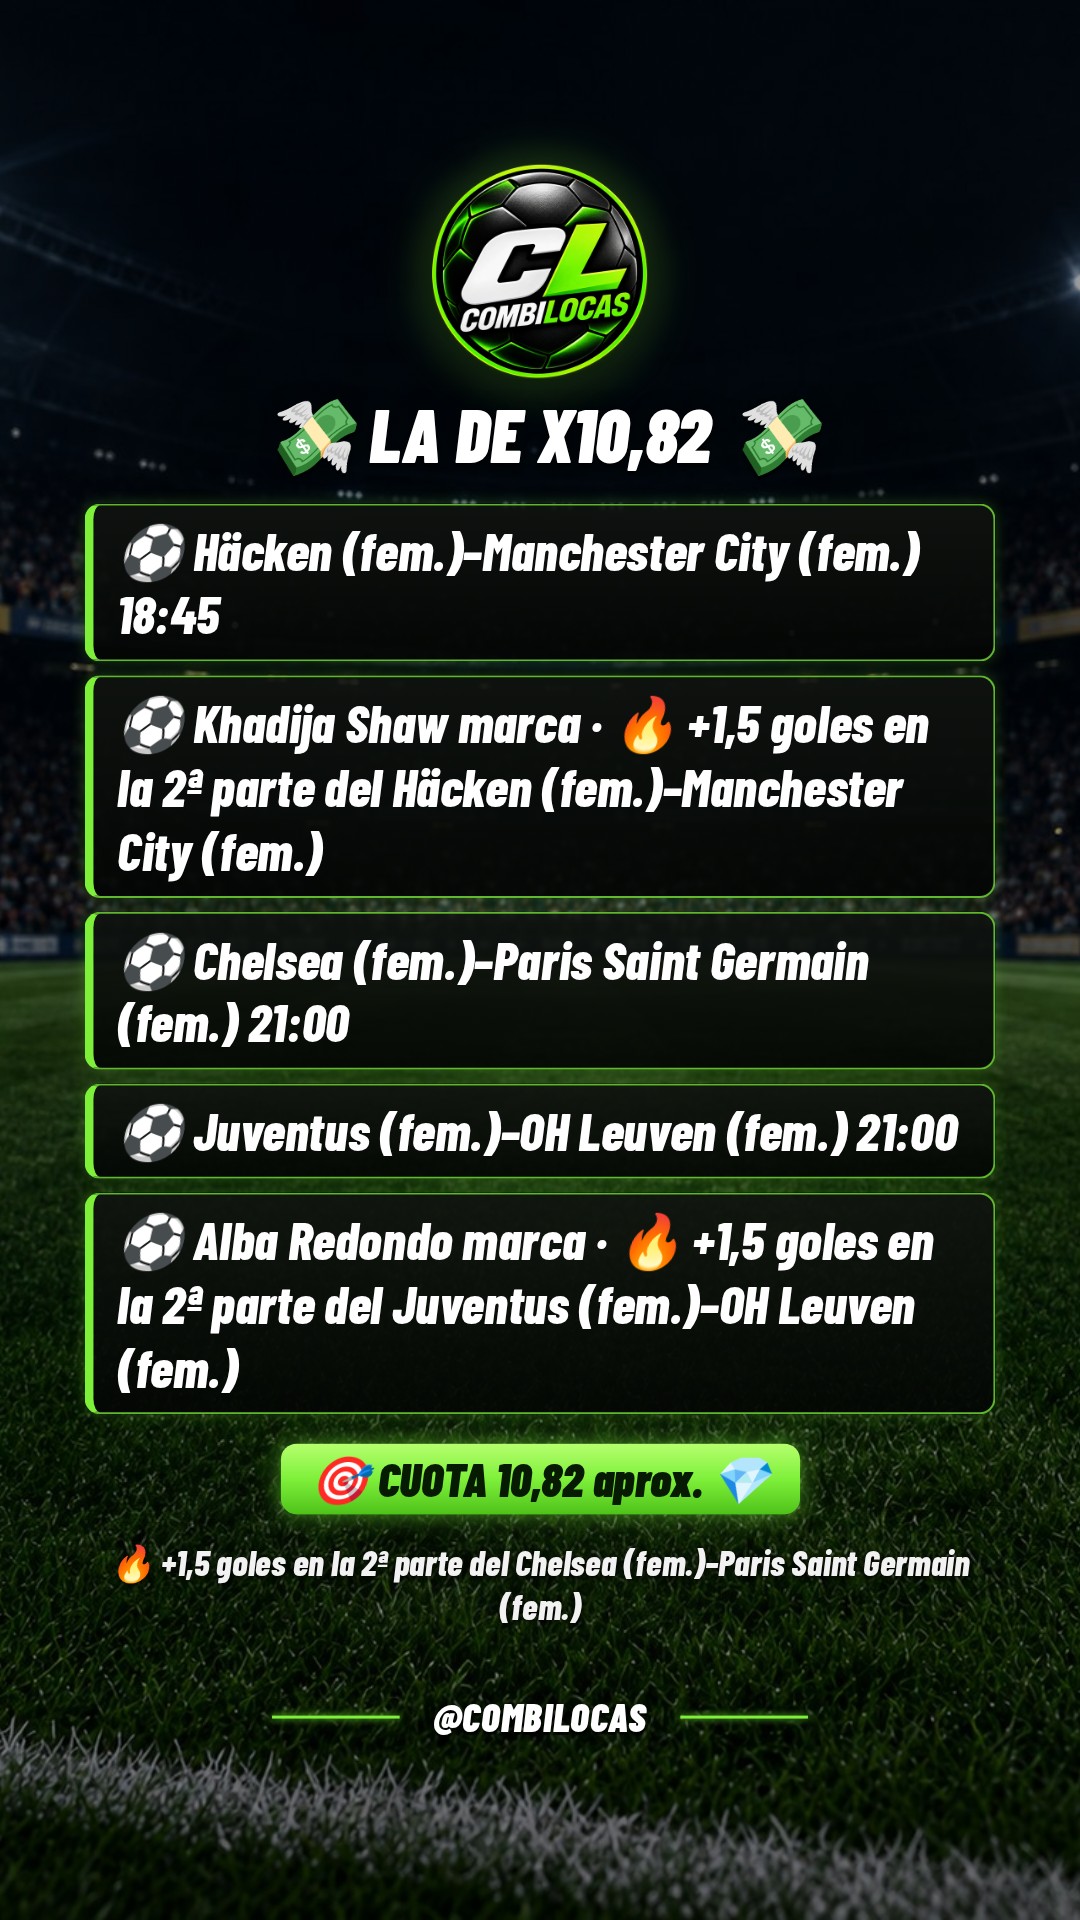 CL
COMBILOCAS
💸 LA DE X10,82 💸
⚽ Häcken (fem.)-Manchester City (fem.)
18:45
⚽ Khadija Shaw marca · 🔥 +1,5 goles en
la 2ª parte del Häcken (fem.)-Manchester
City (fem.)
⚽ Chelsea (fem.)-Paris Saint Germain
(fem.) 21:00
⚽ Juventus (fem.)-OH Leuven (fem.) 21:00
⚽ Alba Redondo marca · 🔥 +1,5 goles en
la 2ª parte del Juventus (fem.)-OH Leuven
(fem.)
🎯 CUOTA 10,82 aprox. 💎
🔥 +1,5 goles en la 2ª parte del Chelsea (fem.)-Paris Saint Germain
(fem.)
@COMBILOCAS